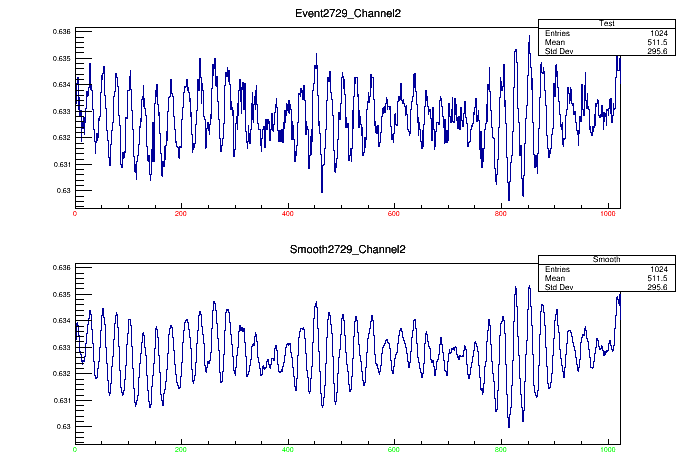 Event2729_Channel2
Test
Entries 1024
Mean 511.5
Std Dev 295.6
0.636
0.635
0.634
0.633
0.632
0.631
0.63
0 200 400 600 800 1000
Smooth2729_Channel2
Smooth
Entries 1024
Mean 511.5
Std Dev 295.6
0.636
0.635
0.634
0.633
0.632
0.631
0.63
0 200 400 600 800 1000